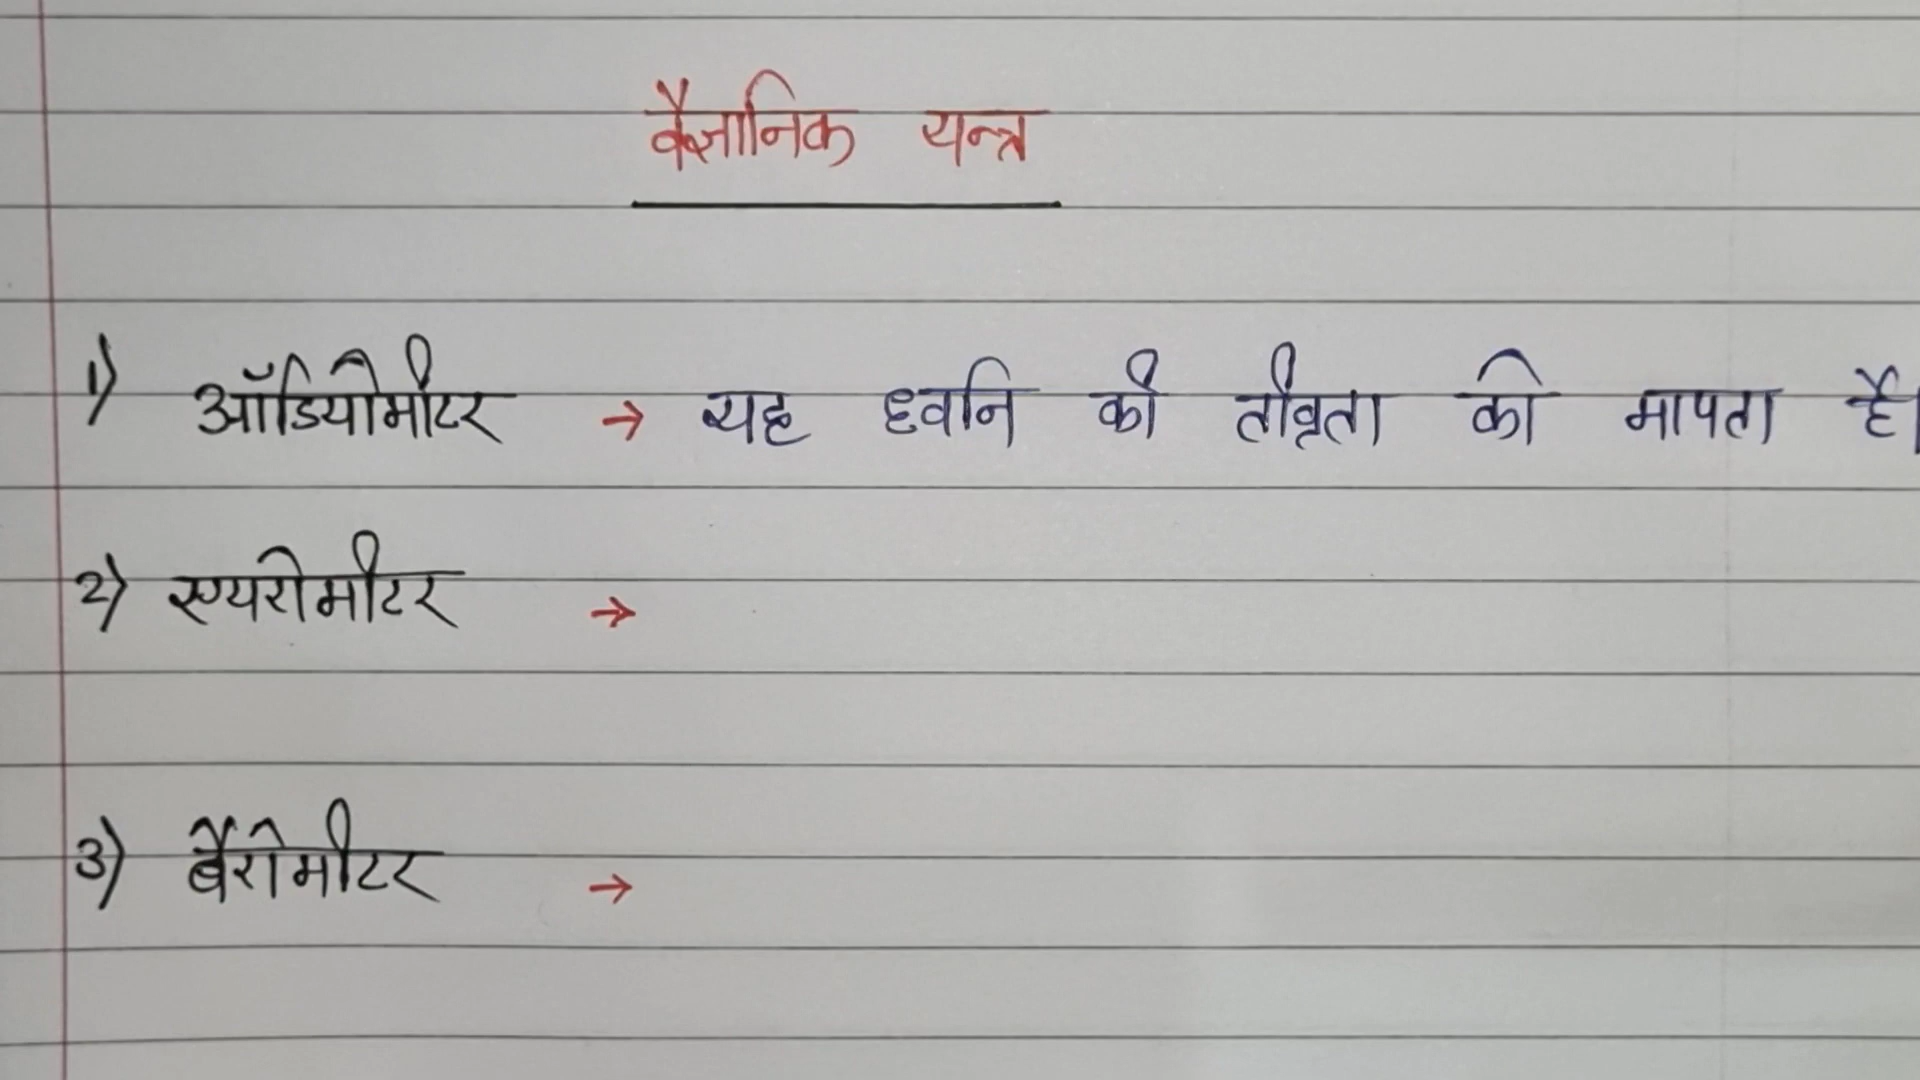 वैज्ञानिक यन्त्र
1) ऑडियोमीटर → यह ध्वनि की तीव्रता को मापता है।
2) एयरोमीटर →
3) बैरोमीटर →